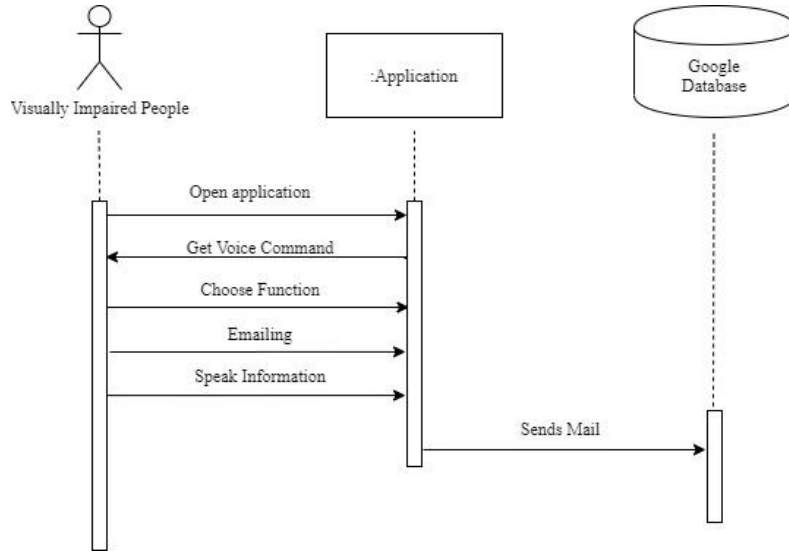 :Application
Google
Database
Visually Impaired People
Open application
Get Voice Command
Choose Function
Emailing
Speak Information
Sends Mail